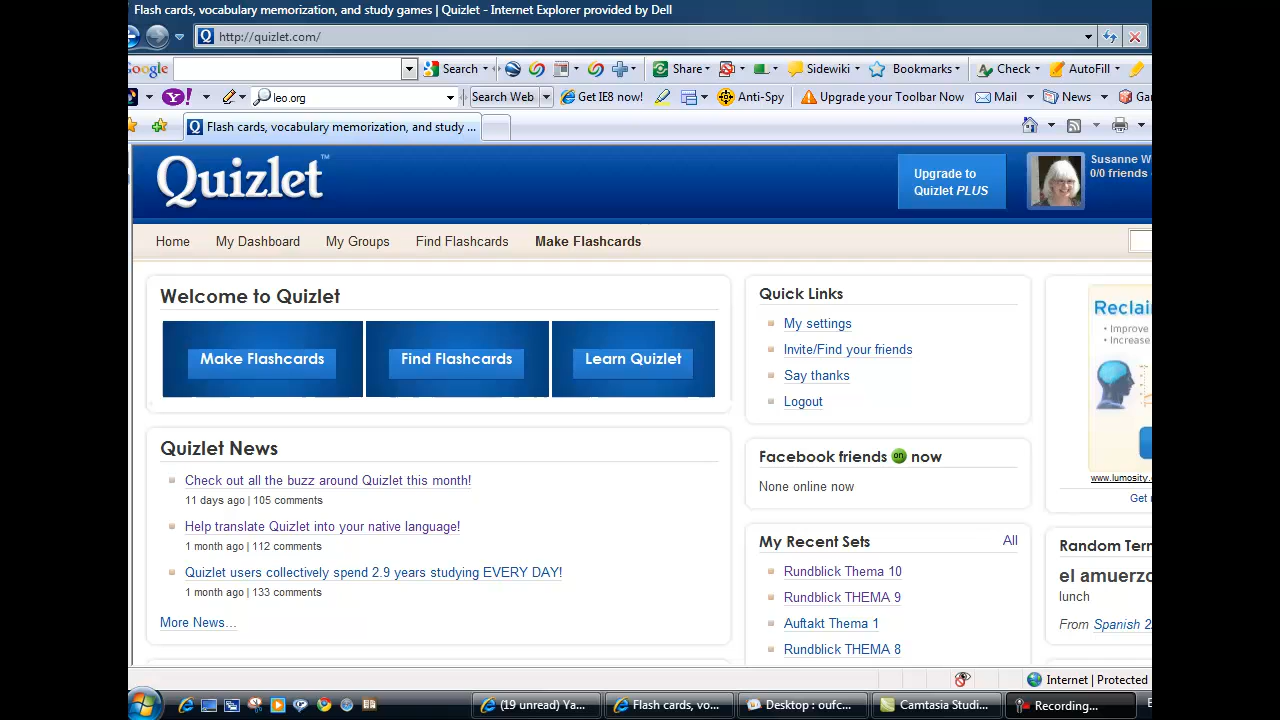 Flash cards, vocabulary memorization, and study games | Quizlet - Internet Explorer provided by Dell
http://quizlet.com/
Google Search Share Sidewiki Bookmarks Check AutoFill
Y! leo.org Search Web Get IE8 now! Anti-Spy Upgrade your Toolbar Now Mail News
Flash cards, vocabulary memorization, and study ...
Quizlet™
Upgrade to
Quizlet PLUS
Susanne W
0/0 friends
Home My Dashboard My Groups Find Flashcards Make Flashcards
Welcome to Quizlet
Make Flashcards Find Flashcards Learn Quizlet
Quizlet News
Check out all the buzz around Quizlet this month!
11 days ago | 105 comments
Help translate Quizlet into your native language!
1 month ago | 112 comments
Quizlet users collectively spend 2.9 years studying EVERY DAY!
1 month ago | 133 comments
More News...
Quick Links
My settings
Invite/Find your friends
Say thanks
Logout
Facebook friends on now
None online now
My Recent Sets All
Rundblick Thema 10
Rundblick THEMA 9
Auftakt Thema 1
Rundblick THEMA 8
Reclai
• Improve
• Increase
www.lumosity.
Get
Random Ter
el amuerzo
lunch
From Spanish 2
Internet | Protected
(19 unread) Ya... Flash cards, vo... Desktop : oufc... Camtasia Studi... Recording...